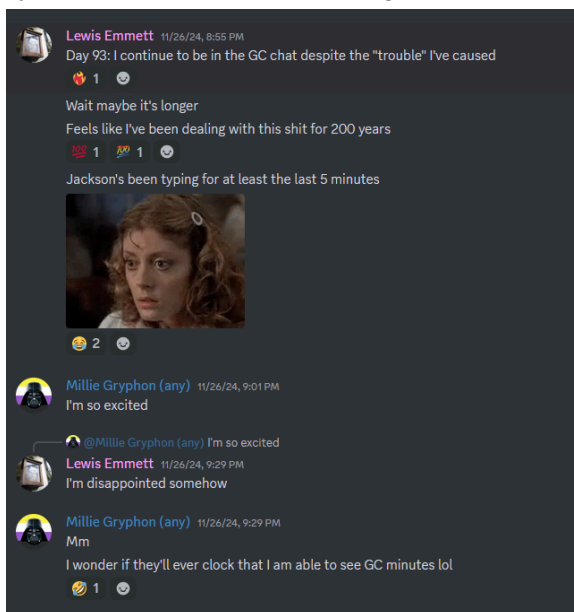 Lewis Emmett 11/26/24, 8:55 PM
Day 93: I continue to be in the GC chat despite the "trouble" I've caused
1
Wait maybe it's longer
Feels like I've been dealing with this shit for 200 years
100 1 100 1
Jackson's been typing for at least the last 5 minutes
2
Millie Gryphon (any) 11/26/24, 9:01 PM
I'm so excited
@Millie Gryphon (any) I'm so excited
Lewis Emmett 11/26/24, 9:29 PM
I'm disappointed somehow
Millie Gryphon (any) 11/26/24, 9:29 PM
Mm
I wonder if they'll ever clock that I am able to see GC minutes lol
1